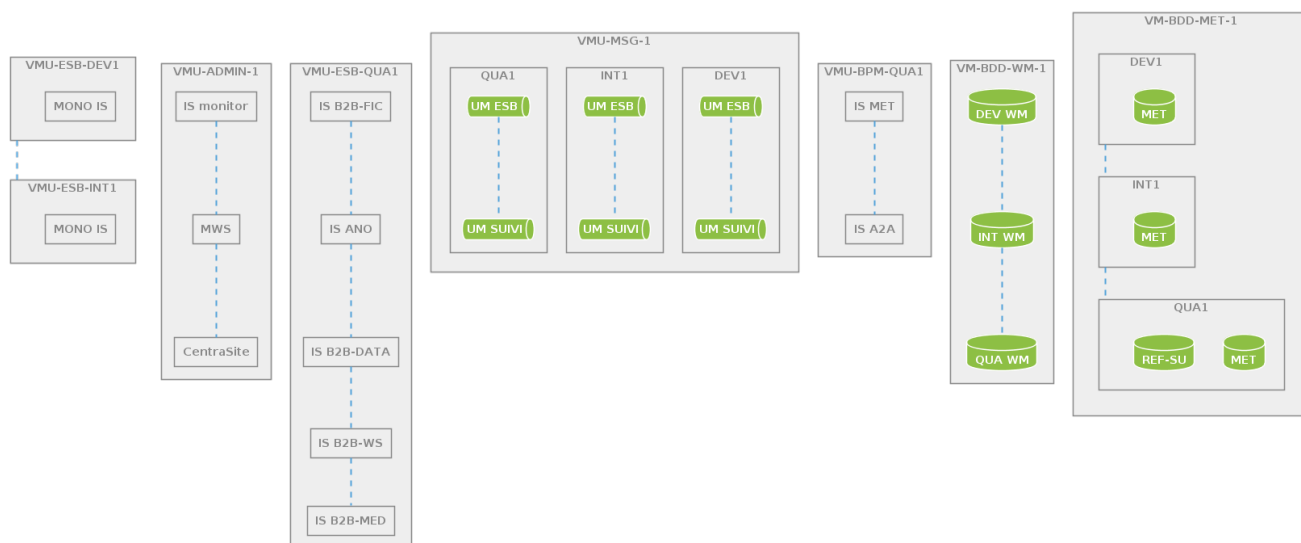 VMU-ESB-DEV1
MONO IS
VMU-ESB-INT1
MONO IS
VMU-ADMIN-1
IS monitor
MWS
CentraSite
VMU-ESB-QUA1
IS B2B-FIC
IS ANO
IS B2B-DATA
IS B2B-WS
IS B2B-MED
VMU-MSG-1
QUA1
UM ESB
UM SUIVI
INT1
UM ESB
UM SUIVI
DEV1
UM ESB
UM SUIVI
VMU-BPM-QUA1
IS MET
IS A2A
VM-BDD-WM-1
DEV WM
INT WM
QUA WM
VM-BDD-MET-1
DEV1
MET
INT1
MET
QUA1
REF-SU
MET